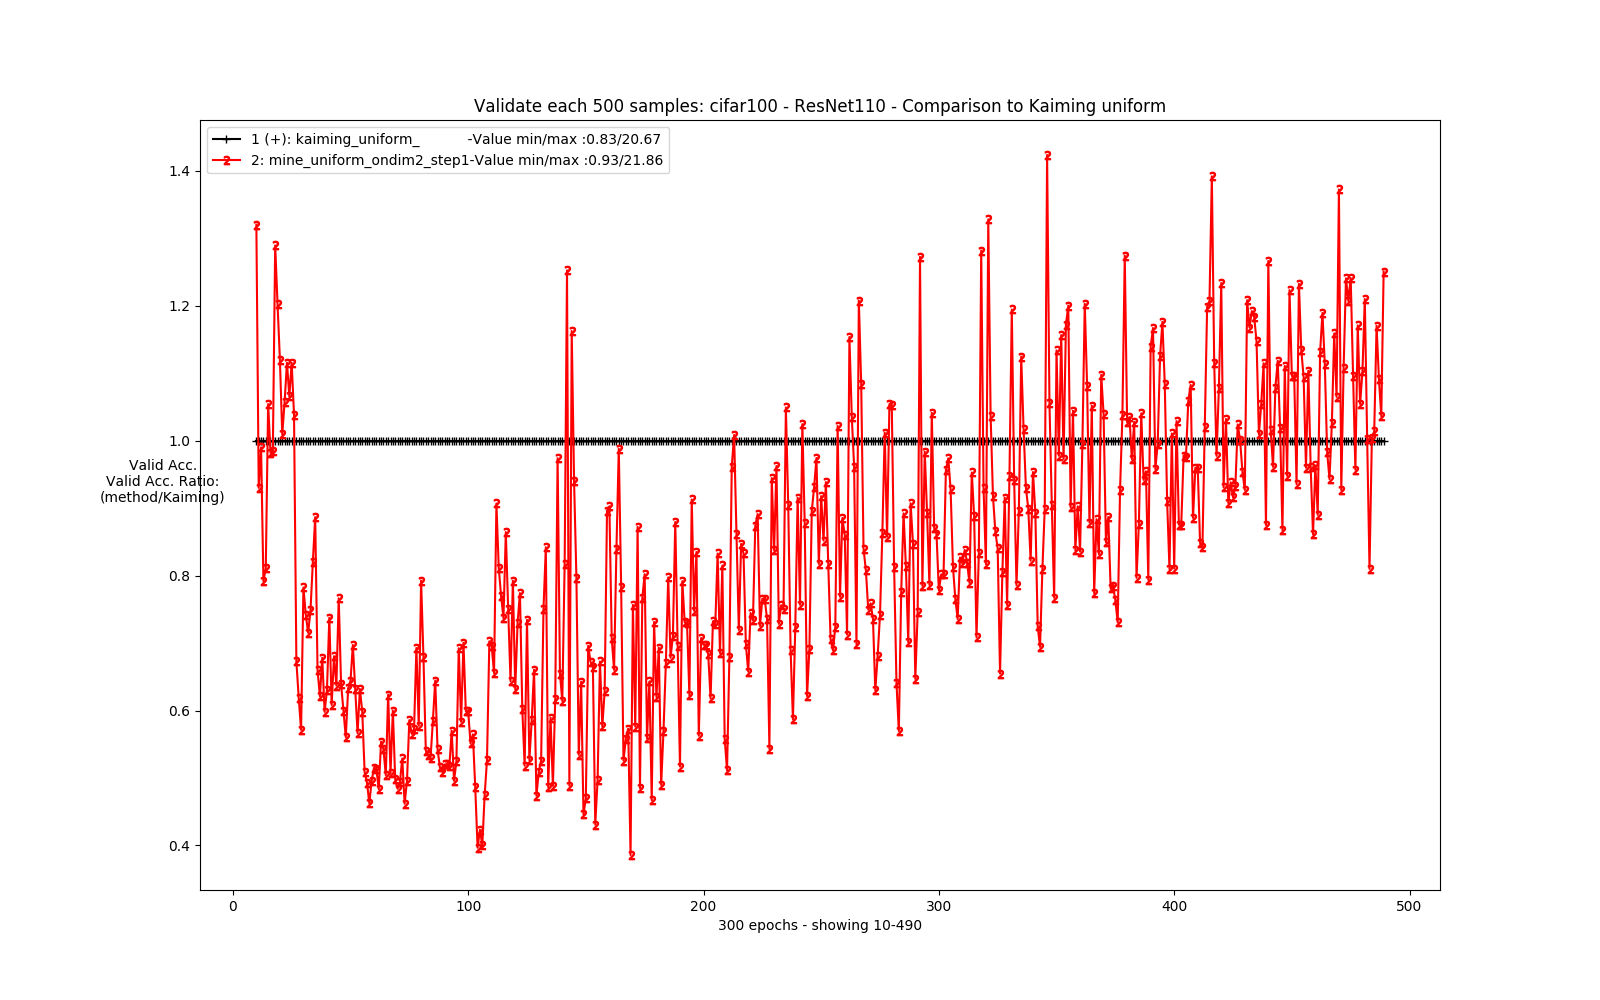 Validate each 500 samples: cifar100 - ResNet110 - Comparison to Kaiming uniform
1 (+): kaiming_uniform_ -Value min/max :0.83/20.67
2: mine_uniform_ondim2_step1-Value min/max :0.93/21.86
1.4
1.2
1.0
Valid Acc.
Valid Acc. Ratio:
(method/Kaiming)
0.8
0.6
0.4
0 100 200 300 400 500
300 epochs - showing 10-490